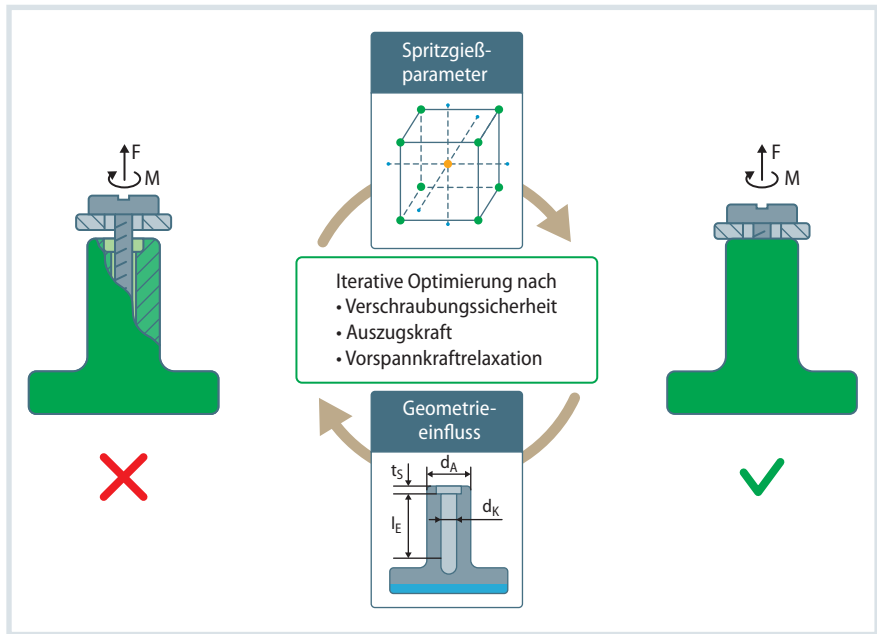 Spritzgieß-
parameter
F
M
F
M
Iterative Optimierung nach
• Verschraubungssicherheit
• Auszugskraft
• Vorspannkraftrelaxation
Geometrie-
einfluss
tS
dA
lE
dK